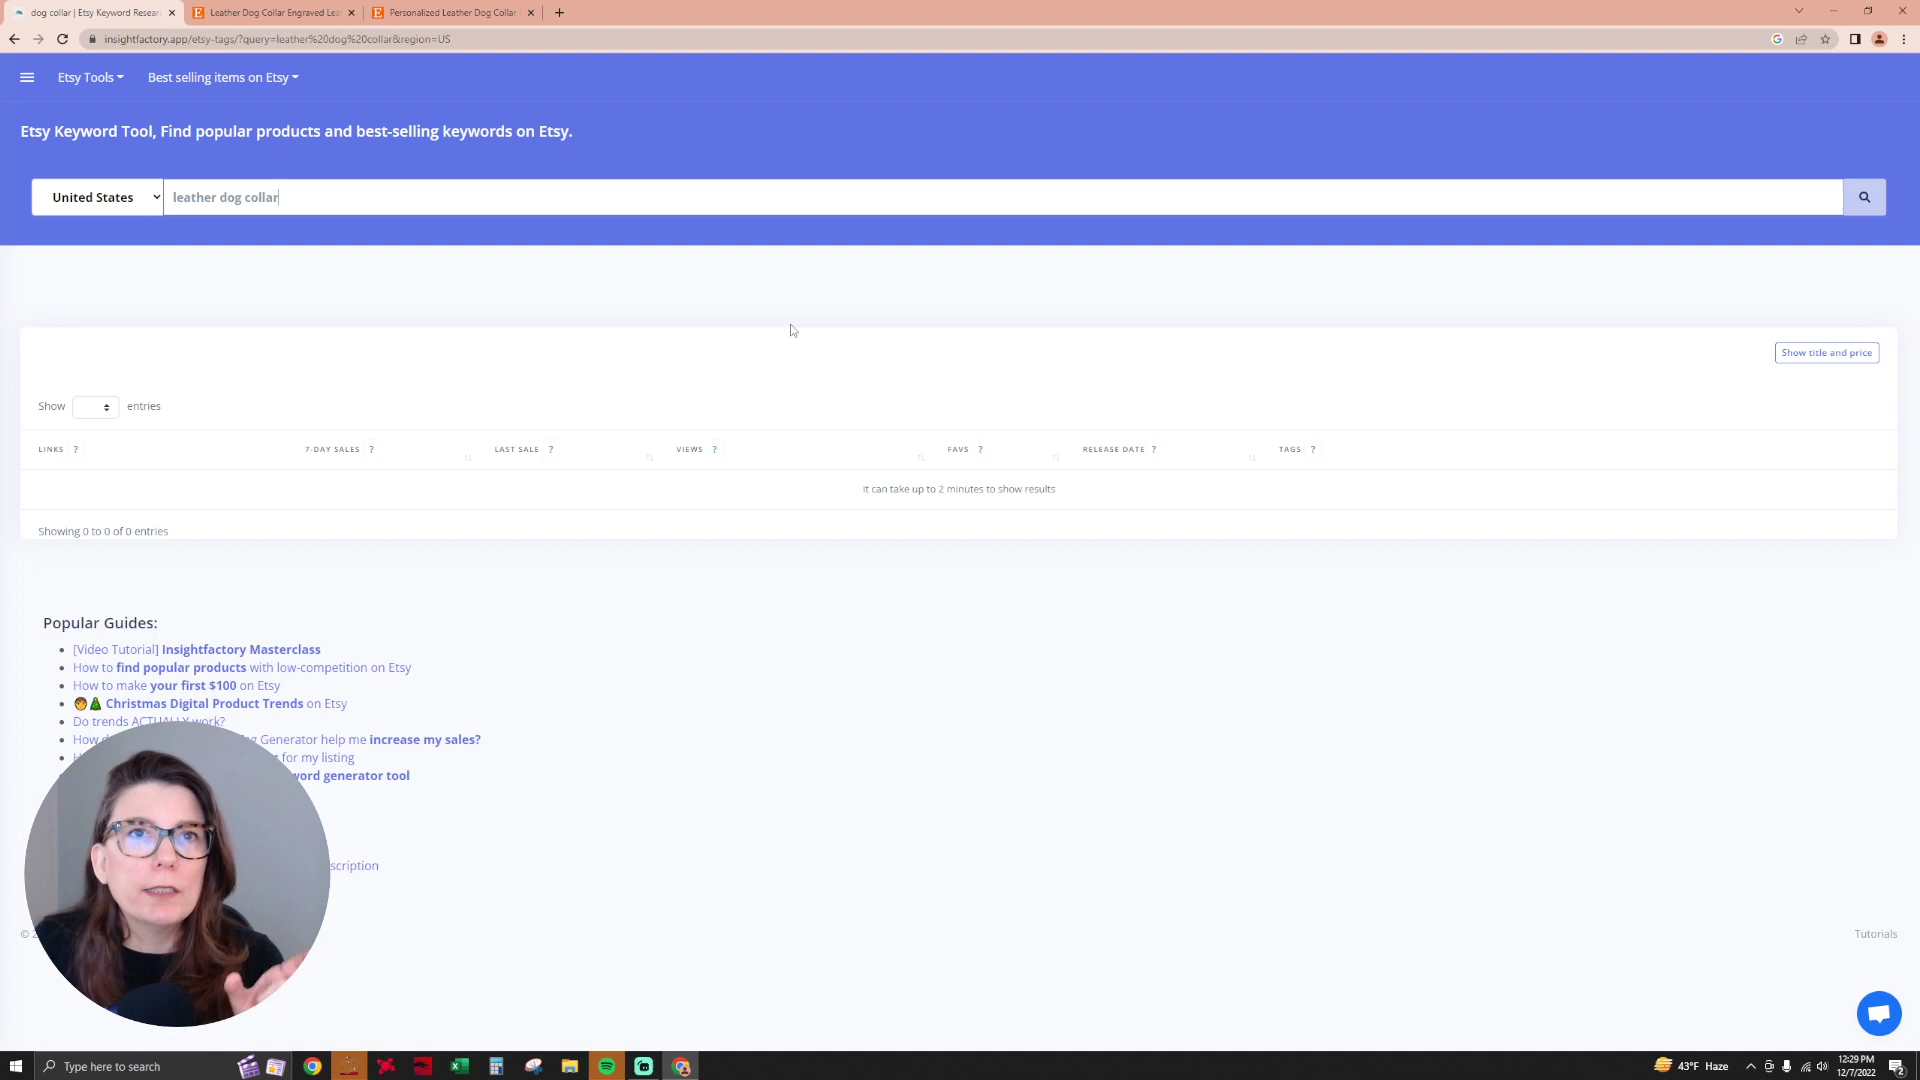 dog collar | Etsy Keyword Resear
Leather Dog Collar Engraved Lea
Personalized Leather Dog Collar
insightfactory.app/etsy-tags/?query=leather%20dog%20collar&region=US
Etsy Tools
Best selling items on Etsy
Etsy Keyword Tool, Find popular products and best-selling keywords on Etsy.
United States
leather dog collar
Show title and price
Show entries
LINKS ? 7-DAY SALES ? LAST SALE ? VIEWS ? FAVS ? RELEASE DATE ? TAGS ?
It can take up to 2 minutes to show results
Showing 0 to 0 of 0 entries
Popular Guides:
[Video Tutorial] Insightfactory Masterclass
How to find popular products with low-competition on Etsy
How to make your first $100 on Etsy
Christmas Digital Product Trends on Etsy
Do trends ACTUALLY work?
Generator help me increase my sales?
for my listing
word generator tool
scription
©
Tutorials
Type here to search
43°F Haze
12:29 PM
12/7/2022
2